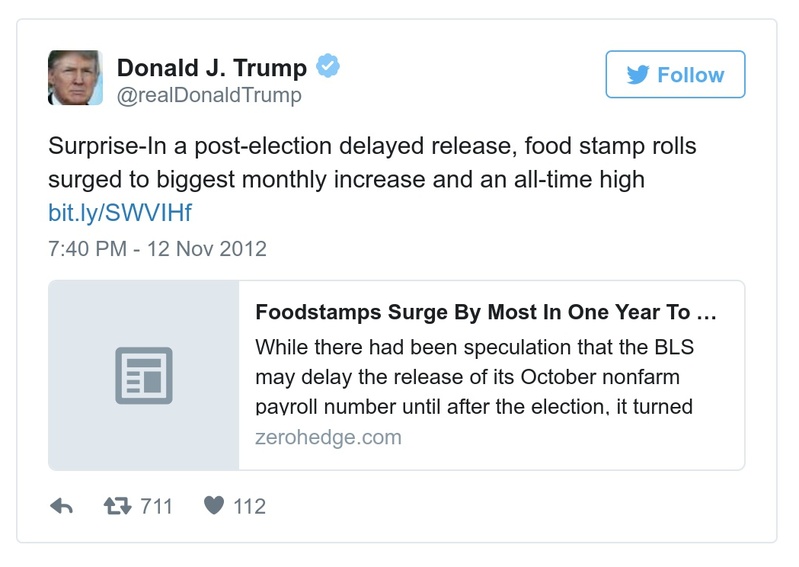 Donald J. Trump
@realDonaldTrump
Follow
Surprise-In a post-election delayed release, food stamp rolls
surged to biggest monthly increase and an all-time high
bit.ly/SWVIHf
7:40 PM - 12 Nov 2012
Foodstamps Surge By Most In One Year To …
While there had been speculation that the BLS
may delay the release of its October nonfarm
payroll number until after the election, it turned
zerohedge.com
711
112